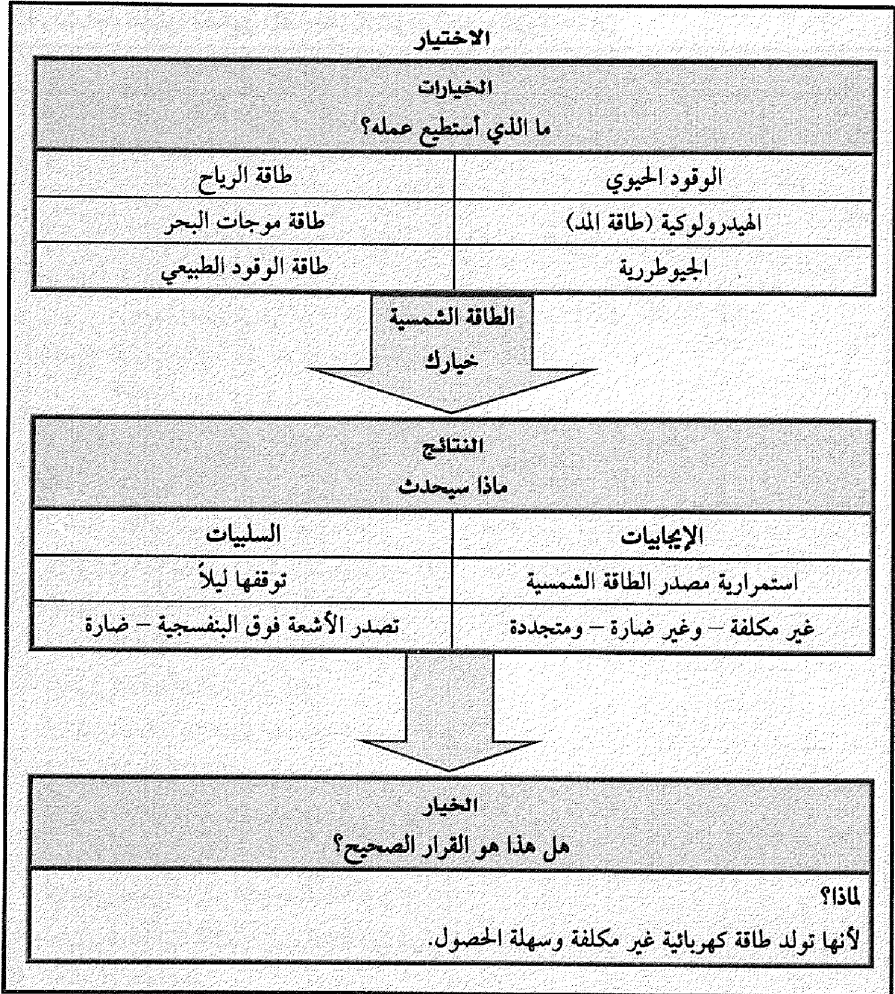 الاختيار
الخيارات
ما الذي أستطيع عمله؟
الوقود الحيوي
طاقة الرياح
الهيدرولوكية (طاقة المد)
طاقة موجات البحر
الجيوطررية
طاقة الوقود الطبيعي
الطاقة الشمسية
خيارك
النتائج
ماذا سيحدث
الإيجابيات
السلبيات
استمرارية مصدر الطاقة الشمسية
توقفها ليلاً
غير مكلفة – وغير ضارة – ومتجددة
تصدر الأشعة فوق البنفسجية – ضارة
الخيار
هل هذا هو القرار الصحيح؟
لماذا؟
لأنها تولد طاقة كهربائية غير مكلفة وسهلة الحصول.